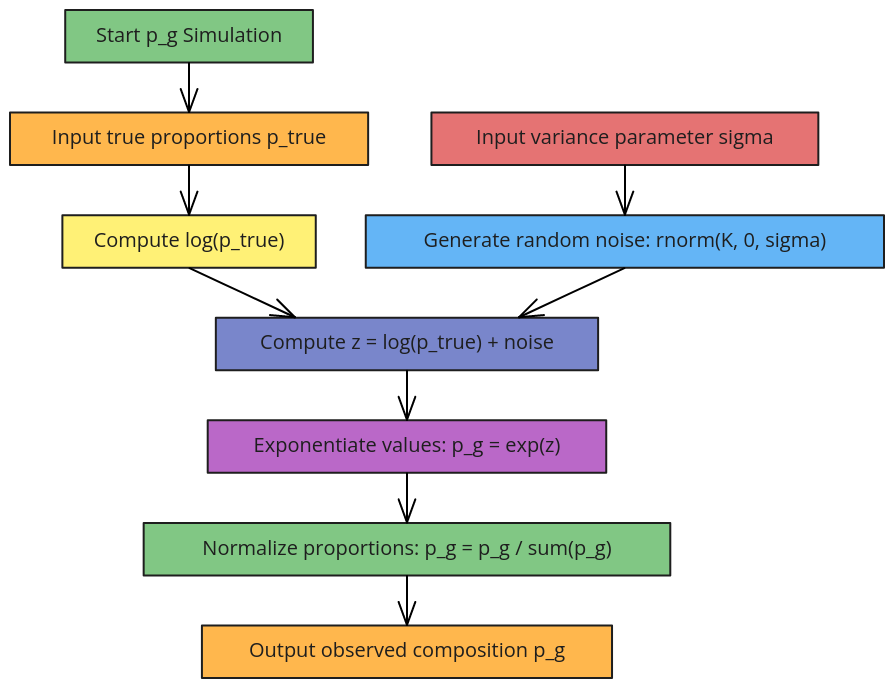 Start p_g Simulation
Input true proportions p_true
Input variance parameter sigma
Compute log(p_true)
Generate random noise: rnorm(K, 0, sigma)
Compute z = log(p_true) + noise
Exponentiate values: p_g = exp(z)
Normalize proportions: p_g = p_g / sum(p_g)
Output observed composition p_g